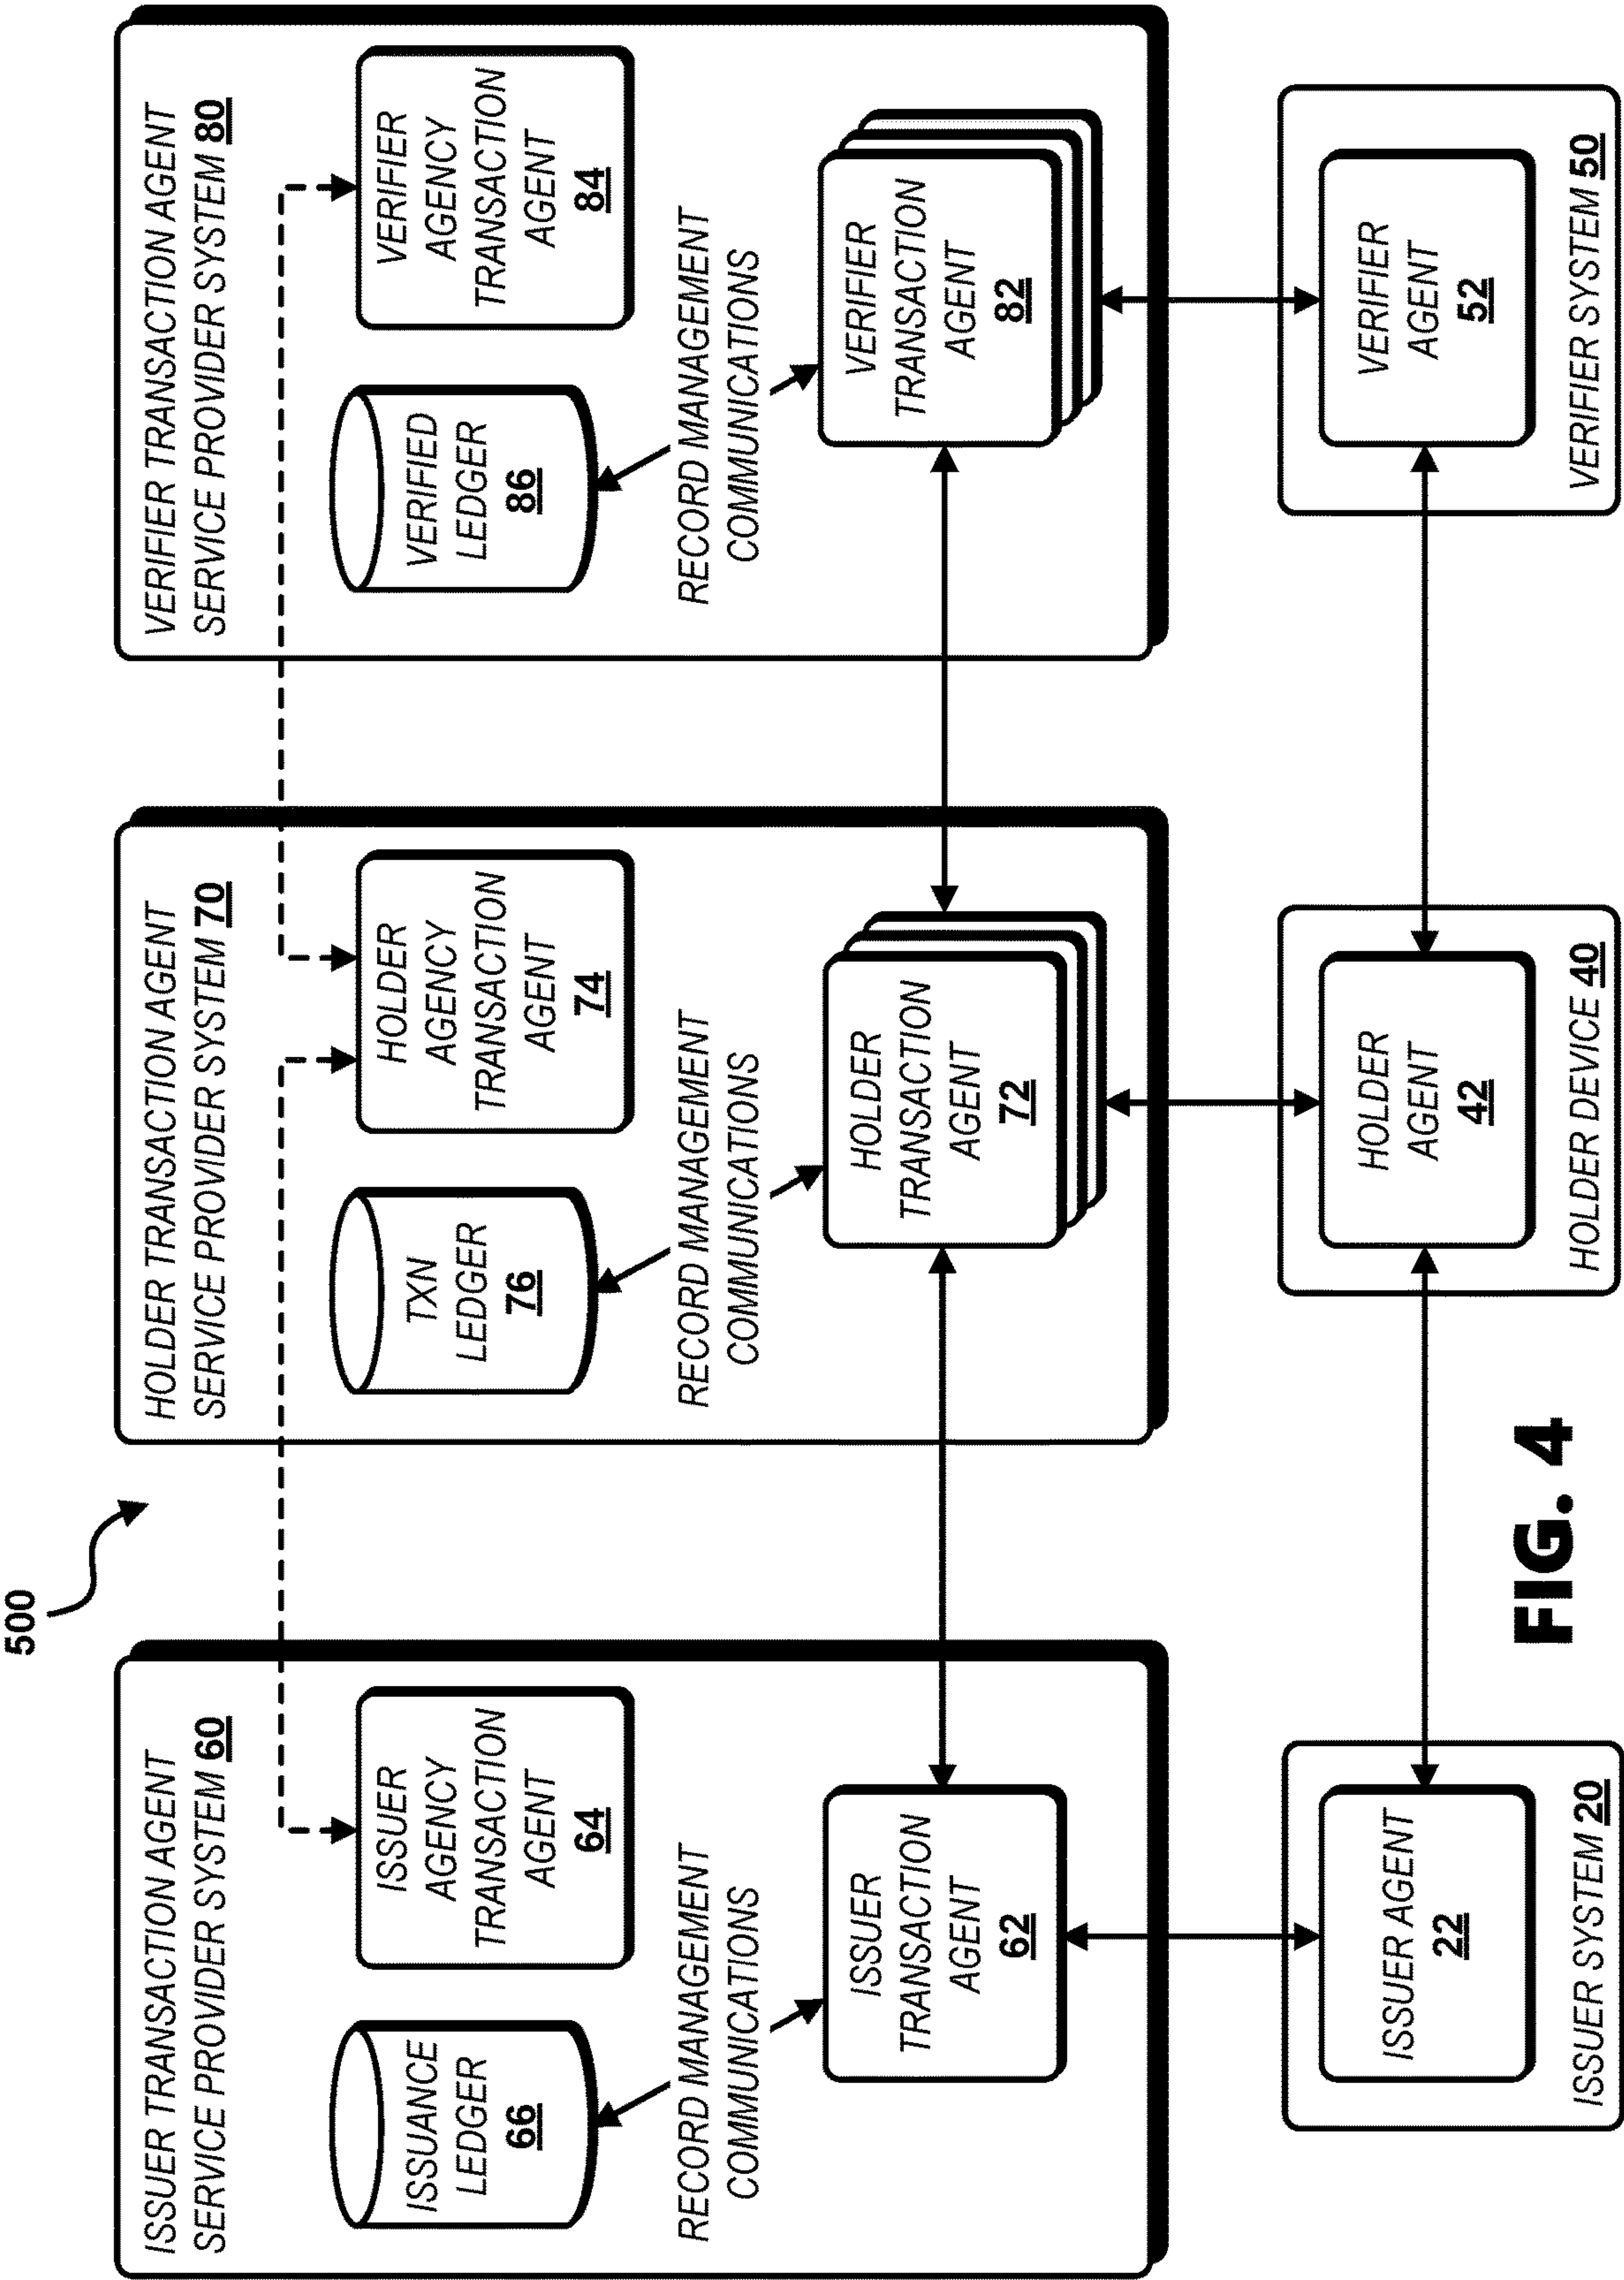 500
ISSUER TRANSACTION AGENT
SERVICE PROVIDER SYSTEM 60
ISSUANCE
LEDGER
66
ISSUER
AGENCY
TRANSACTION
AGENT
64
RECORD MANAGEMENT
COMMUNICATIONS
ISSUER
TRANSACTION
AGENT
62
ISSUER AGENT
22
ISSUER SYSTEM 20
HOLDER TRANSACTION AGENT
SERVICE PROVIDER SYSTEM 70
TXN
LEDGER
76
HOLDER
AGENCY
TRANSACTION
AGENT
74
RECORD MANAGEMENT
COMMUNICATIONS
HOLDER
TRANSACTION
AGENT
72
HOLDER
AGENT
42
HOLDER DEVICE 40
VERIFIER TRANSACTION AGENT
SERVICE PROVIDER SYSTEM 80
VERIFIED
LEDGER
86
VERIFIER
AGENCY
TRANSACTION
AGENT
84
RECORD MANAGEMENT
COMMUNICATIONS
VERIFIER
TRANSACTION
AGENT
82
VERIFIER
AGENT
52
VERIFIER SYSTEM 50
FIG. 4